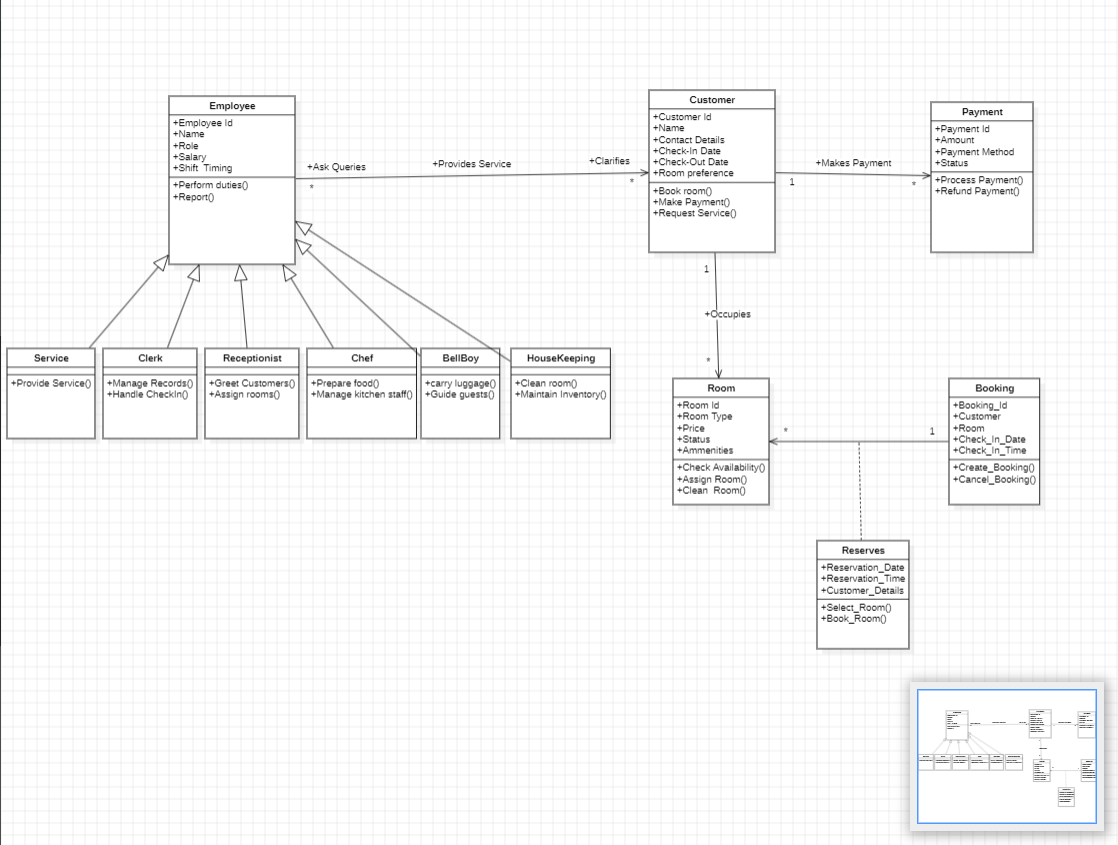 Employee
+Employee Id
+Name
+Role
+Salary
+Shift  Timing
+Perform duties()
+Report()
+Ask Queries
*
+Provides Service
+Clarifies
*
Customer
+Customer Id
+Name
+Contact Details
+Check-In Date
+Check-Out Date
+Room preference
+Book room()
+Make Payment()
+Request Service()
+Makes Payment
1
*
Payment
+Payment Id
+Amount
+Payment Method
+Status
+Process Payment()
+Refund Payment()
1
+Occupies
*
Service
+Provide Service()
Clerk
+Manage Records()
+Handle CheckIn()
Receptionist
+Greet Customers()
+Assign rooms()
Chef
+Prepare food()
+Manage kitchen staff()
BellBoy
+carry luggage()
+Guide guests()
HouseKeeping
+Clean room()
+Maintain Inventory()
Room
+Room Id
+Room Type
+Price
+Status
+Ammenities
+Check Availability()
+Assign Room()
+Clean  Room()
*
1
Booking
+Booking_Id
+Customer
+Room
+Check_In_Date
+Check_In_Time
+Create_Booking()
+Cancel_Booking()
Reserves
+Reservation_Date
+Reservation_Time
+Customer_Details
+Select_Room()
+Book_Room()